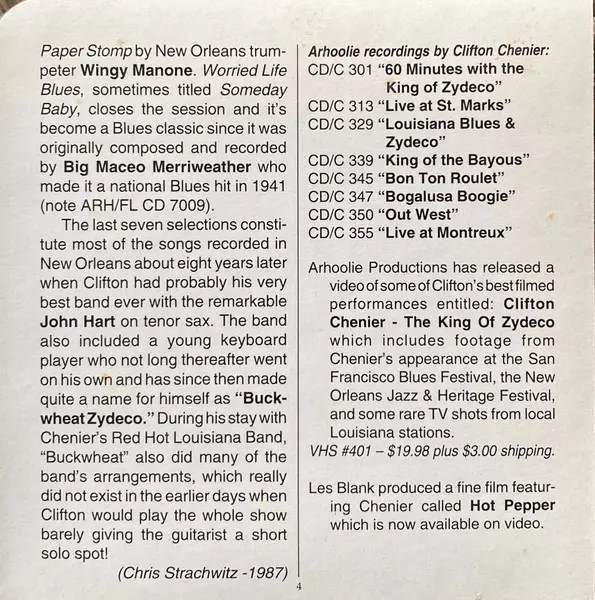 Paper Stomp by New Orleans trum-
peter Wingy Manone. Worried Life
Blues, sometimes titled Someday
Baby, closes the session and it's
become a Blues classic since it was
originally composed and recorded
by Big Maceo Merriweather who
made it a national Blues hit in 1941
(note ARH/FL CD 7009).
The last seven selections consti-
tute most of the songs recorded in
New Orleans about eight years later
when Clifton had probably his very
best band ever with the remarkable
John Hart on tenor sax. The band
also included a young keyboard
player who not long thereafter went
on his own and has since then made
quite a name for himself as "Buck-
wheat Zydeco." During his stay with
Chenier's Red Hot Louisiana Band,
"Buckwheat" also did many of the
band's arrangements, which really
did not exist in the earlier days when
Clifton would play the whole show
barely giving the guitarist a short
solo spot!
(Chris Strachwitz -1987)
Arhoolie recordings by Clifton Chenier:
CD/C 301 "60 Minutes with the
King of Zydeco"
CD/C 313 "Live at St. Marks"
CD/C 329 "Louisiana Blues &
Zydeco"
CD/C 339 "King of the Bayous"
CD/C 345 "Bon Ton Roulet"
CD/C 347 "Bogalusa Boogie"
CD/C 350 "Out West"
CD/C 355 "Live at Montreux"
Arhoolie Productions has released a
video of some of Clifton's best filmed
performances entitled: Clifton
Chenier - The King Of Zydeco
which includes footage from
Chenier's appearance at the San
Francisco Blues Festival, the New
Orleans Jazz & Heritage Festival,
and some rare TV shots from local
Louisiana stations.
VHS #401 – $19.98 plus $3.00 shipping.
Les Blank produced a fine film featur-
ing Chenier called Hot Pepper
which is now available on video.
4